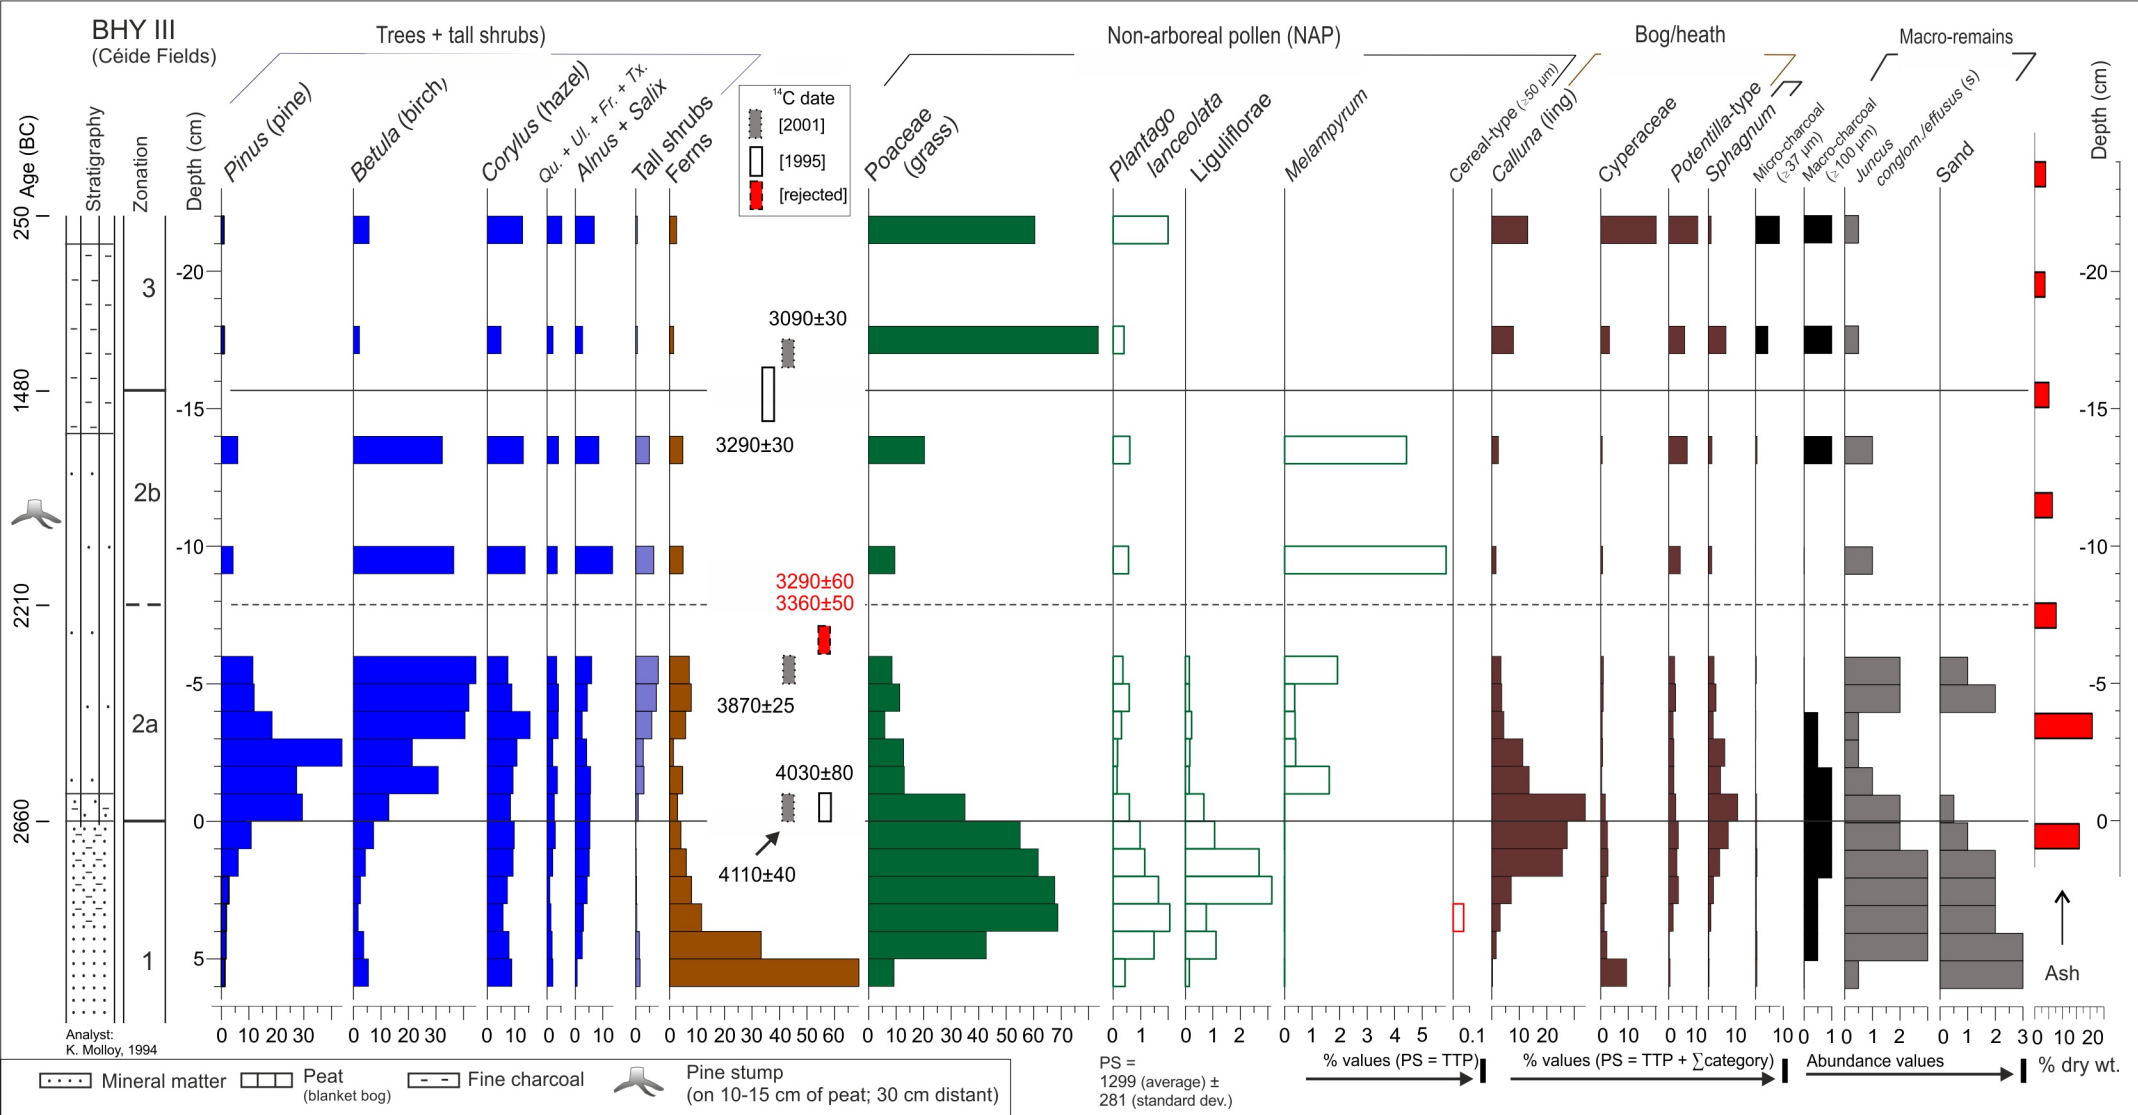 BHY III
(Céide Fields)
Trees + tall shrubs)
Non-arboreal pollen (NAP)
Bog/heath
Macro-remains
Age (BC)
Stratigraphy
Zonation
Depth (cm)
Pinus (pine)
Betula (birch)
Corylus (hazel)
Qu. + Ul. + Fr. + Tx.
Alnus + Salix
Tall shrubs
Ferns
14C date
[2001]
[1995]
[rejected]
Poaceae
(grass)
Plantago
lanceolata
Liguliflorae
Melampyrum
Cereal-type (≥50 µm)
Calluna (ling)
Cyperaceae
Potentilla-type
Sphagnum
Micro-charcoal
(≥37 µm)
Macro-charcoal
(≥ 100 µm)
Juncus
conglom./effusus (s)
Sand
Depth (cm)
250
1480
2210
2660
3
2b
2a
1
-20
-15
-10
-5
0
5
3090±30
3290±30
3290±60
3360±50
3870±25
4030±80
4110±40
-20
-15
-10
-5
0
Ash
0 10 20 30
0 10 20 30
0 10
0
0 10
0
0 10 20 30 40 50 60
0 10 20 30 40 50 60 70
0 1
0 1 2
0 1 2 3 4 5
0 0.1
10 20
0 10
0 10
0 10
10
0 1
0 1 2
0 1 2 3
0 10 20
Analyst:
K. Molloy, 1994
Mineral matter
Peat
(blanket bog)
Fine charcoal
Pine stump
(on 10-15 cm of peat; 30 cm distant)
PS =
1299 (average) ±
281 (standard dev.)
% values (PS = TTP)
% values (PS = TTP + ∑category)
Abundance values
% dry wt.